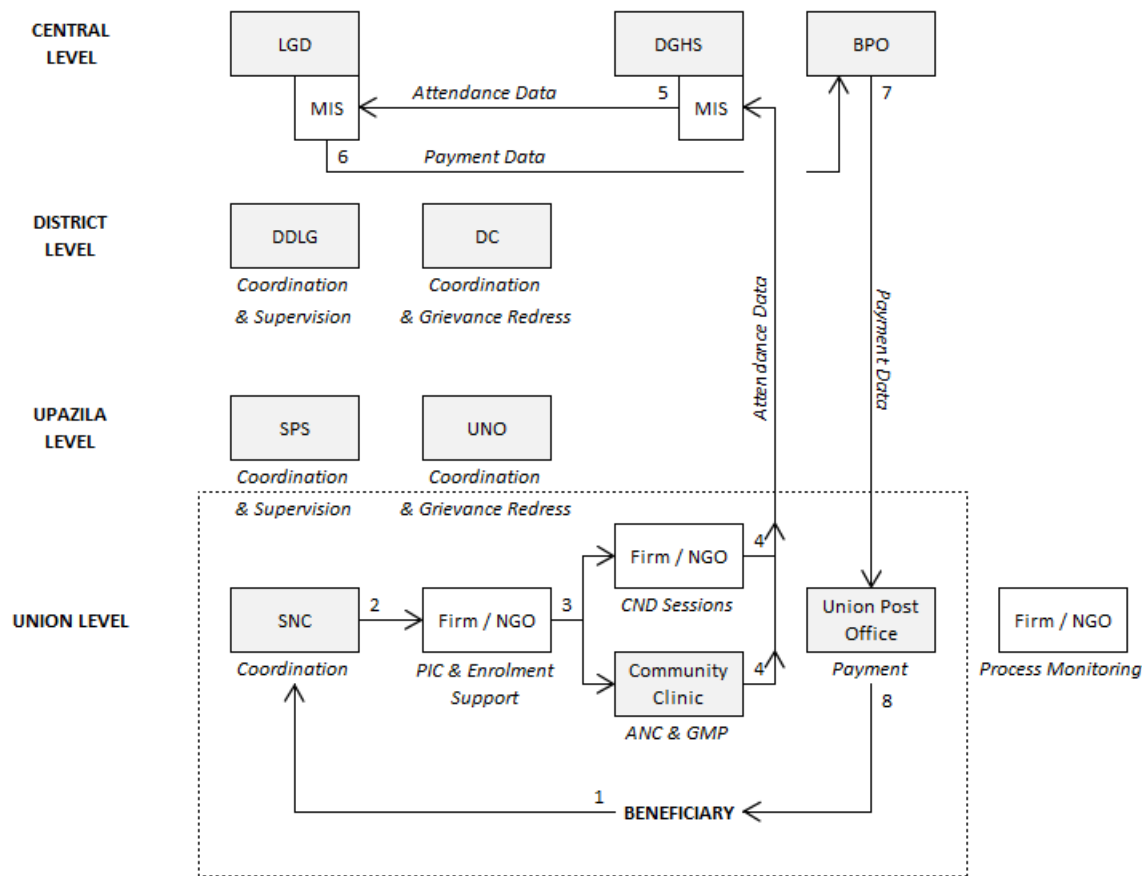 CENTRAL
LEVEL
LGD
DGHS
BPO
MIS
Attendance Data
5
MIS
7
6
Payment Data
DISTRICT
LEVEL
DDLG
DC
Coordination
& Supervision
Coordination
& Grievance Redress
Attendance Data
Payment Data
UPAZILA
LEVEL
SPS
UNO
Coordination
& Supervision
Coordination
& Grievance Redress
Firm / NGO
4
CND Sessions
UNION LEVEL
SNC
2
Firm / NGO
3
Union Post
Office
Firm / NGO
Coordination
PIC & Enrolment
Support
Community
Clinic
4
Payment
Process Monitoring
ANC & GMP
8
1
BENEFICIARY